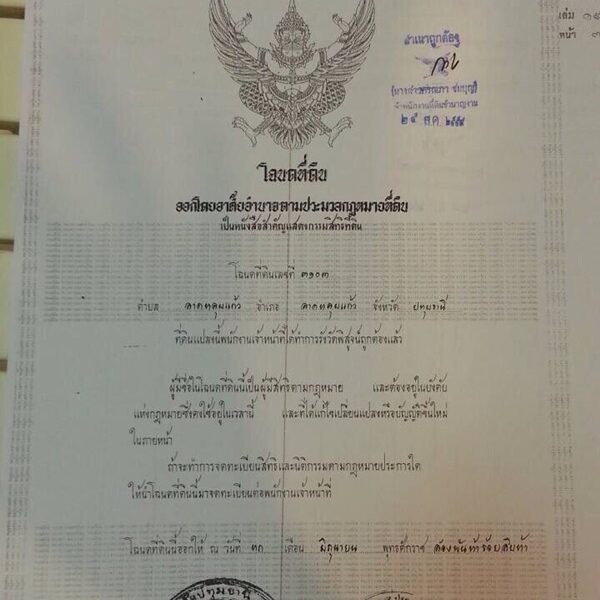 เล่ม
หน้า
สำเนาถูกต้อง
เจ้าพนักงานที่ดินชำนาญงาน
โฉนดที่ดิน
ออกโดยอาศัยอำนาจตามประมวลกฎหมายที่ดิน
เป็นหนังสือสำคัญแสดงกรรมสิทธิ์ที่ดิน
โฉนดที่ดินเลขที่ ๓๑๐๓
ตำบล ลาดหลุมแก้ว อำเภอ ลาดหลุมแก้ว จังหวัด ปทุมธานี
ที่ดินแปลงนี้พนักงานเจ้าหน้าที่ได้ทำการรังวัดพิสูจน์ถูกต้องแล้ว
ผู้มีชื่อในโฉนดที่ดินนี้เป็นผู้มีสิทธิตามกฎหมาย และต้องอยู่ในบังคับ
แห่งกฎหมายซึ่งคงใช้อยู่ในเวลานี้ และที่ได้แก้ไขเปลี่ยนแปลงหรือบัญญัติขึ้นใหม่
ในภายหน้า
ถ้าจะทำการจดทะเบียนสิทธิและนิติกรรมตามกฎหมายประการใด
ให้นำโฉนดที่ดินนี้มาจดทะเบียนต่อพนักงานเจ้าหน้าที่
โฉนดที่ดินนี้ออกให้ ณ วันที่ เดือน มิถุนายน พุทธศักราช สองพันห้าร้อยสิบห้า